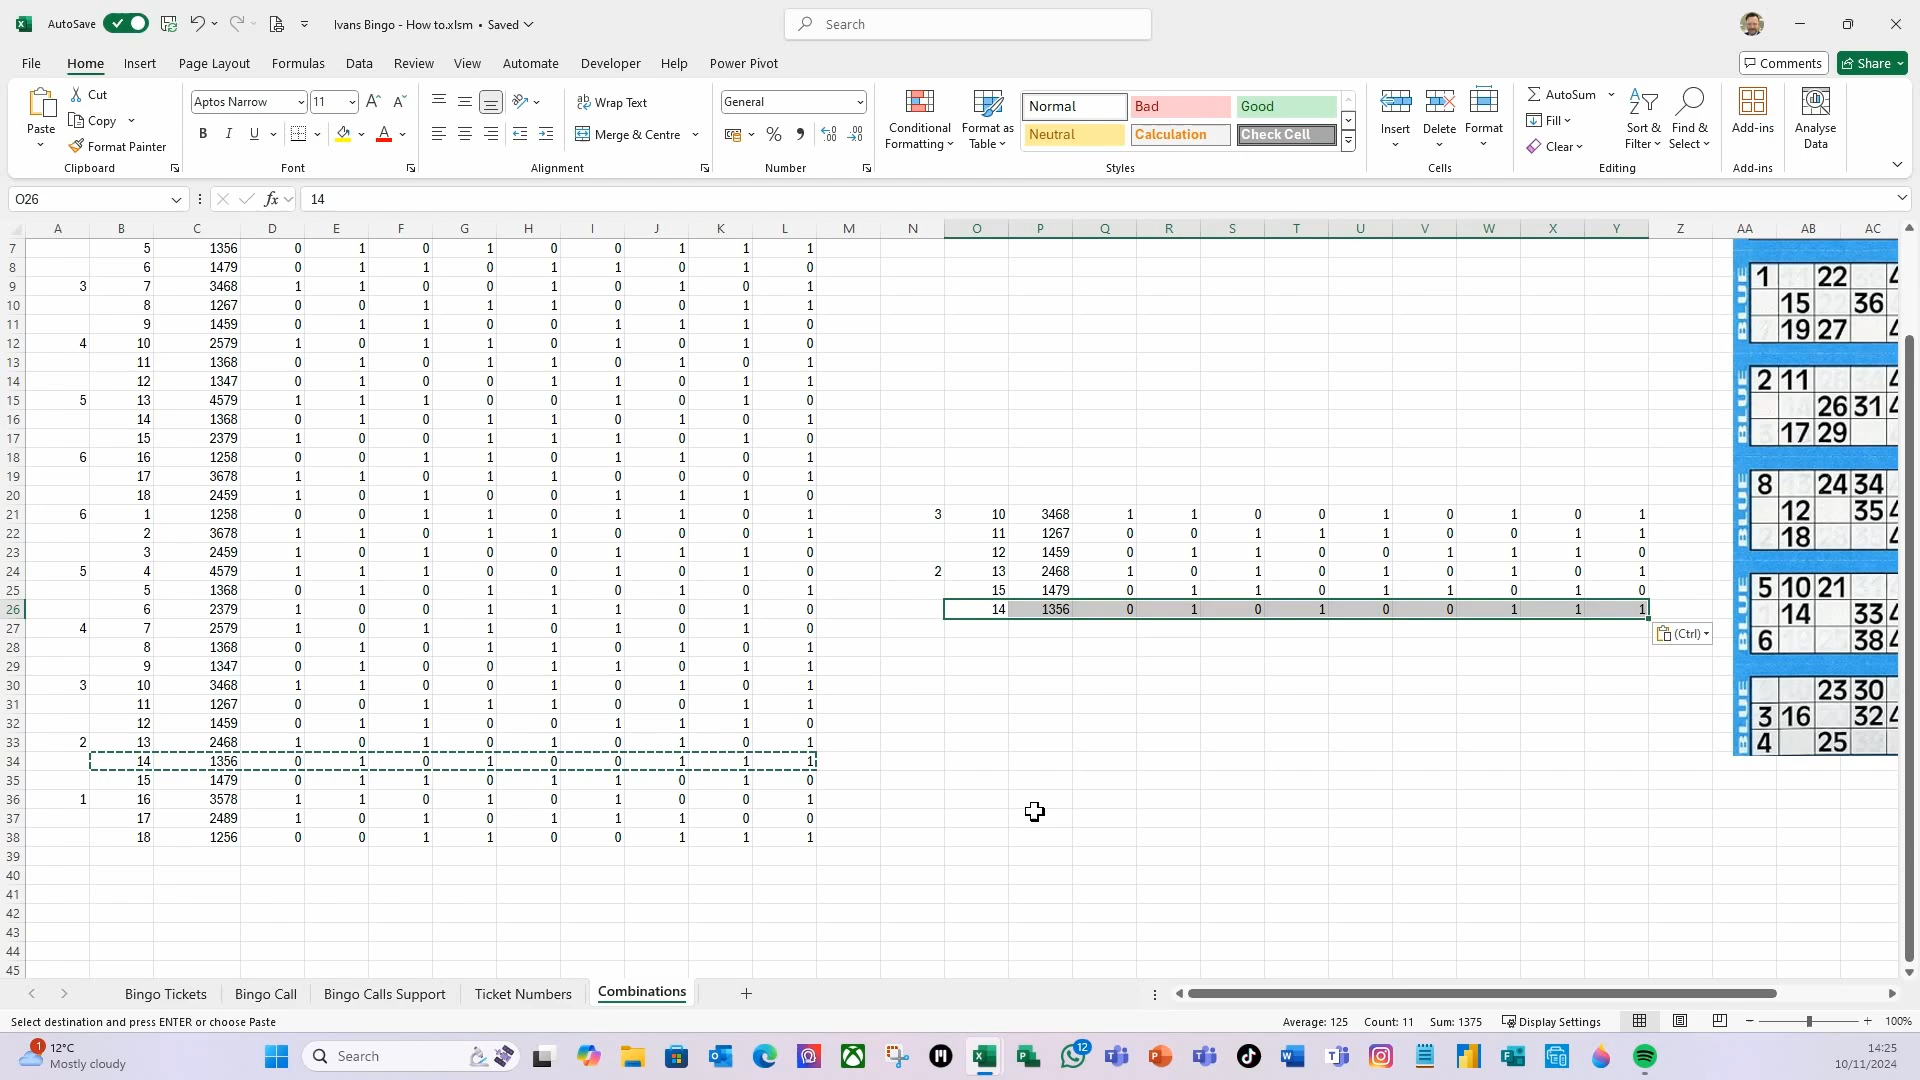 AutoSave
Ivans Bingo - How to.xlsm • Saved
Search
File Home Insert Page Layout Formulas Data Review View Automate Developer Help Power Pivot
Comments
Share
Paste
Cut
Copy
Format Painter
Clipboard
Aptos Narrow 11
B I U
Font
Wrap Text
Merge & Centre
Alignment
General
Number
Conditional Formatting
Format as Table
Normal Bad Good
Neutral Calculation Check Cell
Styles
Insert Delete Format
Cells
AutoSum
Fill
Clear
Sort & Filter
Find & Select
Editing
Add-ins
Add-ins
Analyse Data
O26
fx
14
A B C D E F G H I J K L M N O P Q R S T U V W X Y Z AA AB AC
7 5 1356 0 1 0 1 0 0 1 1 1
8 6 1479 0 1 1 0 1 1 0 1 0
9 3 7 3468 1 1 0 0 1 0 1 0 1
10 8 1267 0 0 1 1 1 0 0 1 1
11 9 1459 0 1 1 0 0 1 1 1 0
12 4 10 2579 1 0 1 1 0 1 0 1 0
13 11 1368 0 1 0 1 1 0 1 0 1
14 12 1347 0 1 0 0 1 1 0 1 1
15 5 13 4579 1 1 1 0 0 1 0 1 0
16 14 1368 0 1 0 1 1 0 1 0 1
17 15 2379 1 0 0 1 1 1 0 1 0
18 6 16 1258 0 0 1 1 0 1 1 0 1
19 17 3678 1 1 0 1 1 0 0 0 1
20 18 2459 1 0 1 0 0 1 1 1 0
21 6 1 1258 0 0 1 1 0 1 1 0 1 3 10 3468 1 1 0 0 1 0 1 0 1
22 2 3678 1 1 0 1 1 0 0 0 1 11 1267 0 0 1 1 1 0 0 1 1
23 3 2459 1 0 1 0 0 1 1 1 0 12 1459 0 1 1 0 0 1 1 1 0
24 5 4 4579 1 1 1 0 0 1 0 1 0 2 13 2468 1 0 1 0 1 0 1 0 1
25 5 1368 0 1 0 1 1 0 1 0 1 15 1479 0 1 1 0 1 1 0 1 0
26 6 2379 1 0 0 1 1 1 0 1 0 14 1356 0 1 0 1 0 0 1 1 1
27 4 7 2579 1 0 1 1 0 1 0 1 0
28 8 1368 0 1 0 1 1 0 1 0 1
29 9 1347 0 1 0 0 1 1 0 1 1
30 3 10 3468 1 1 0 0 1 0 1 0 1
31 11 1267 0 0 1 1 1 0 0 1 1
32 12 1459 0 1 1 0 0 1 1 1 0
33 2 13 2468 1 0 1 0 1 0 1 0 1
34 14 1356 0 1 0 1 0 0 1 1 1
35 15 1479 0 1 1 0 1 1 0 1 0
36 1 16 3578 1 1 0 1 0 1 0 0 1
37 17 2489 1 0 1 0 1 1 1 0 0
38 18 1256 0 0 1 1 0 0 1 1 1
39
40
41
42
43
44
45
(Ctrl)
BLUE
1 22
15 36
19 27
BLUE
2 11
26 31
17 29
BLUE
8 24 34
12 35
18
BLUE
5 10 21
14 33
6 38
BLUE
23 30
3 16 32
4 25
Bingo Tickets Bingo Call Bingo Calls Support Ticket Numbers Combinations
Select destination and press ENTER or choose Paste
Average: 125 Count: 11 Sum: 1375 Display Settings 100%
1
12°C
Mostly cloudy
Search
12
14:25
10/11/2024